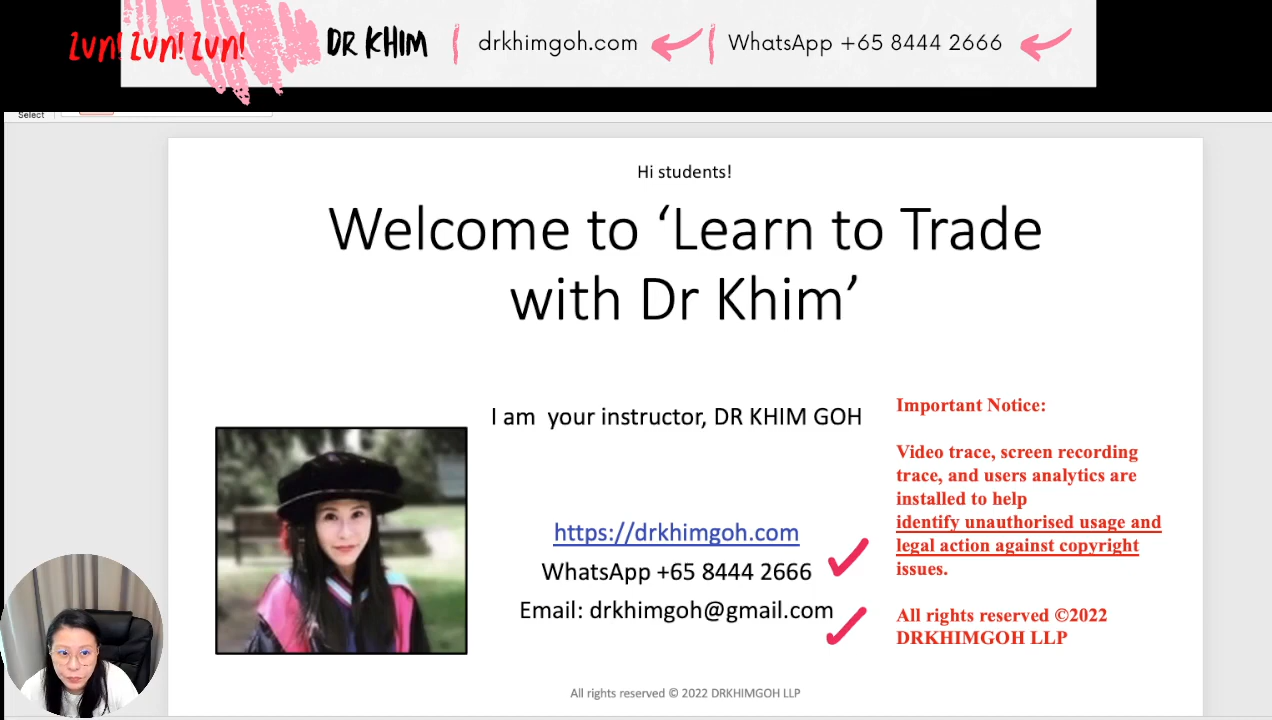 Zun! Zun! Zun! DR KHIM drkhimgoh.com WhatsApp +65 8444 2666
Select
Hi students!
Welcome to ‘Learn to Trade
with Dr Khim’
I am  your instructor, DR KHIM GOH
https://drkhimgoh.com
WhatsApp +65 8444 2666
Email: drkhimgoh@gmail.com
Important Notice:
Video trace, screen recording
trace, and users analytics are
installed to help
identify unauthorised usage and
legal action against copyright
issues.
All rights reserved ©2022
DRKHIMGOH LLP
All rights reserved © 2022 DRKHIMGOH LLP